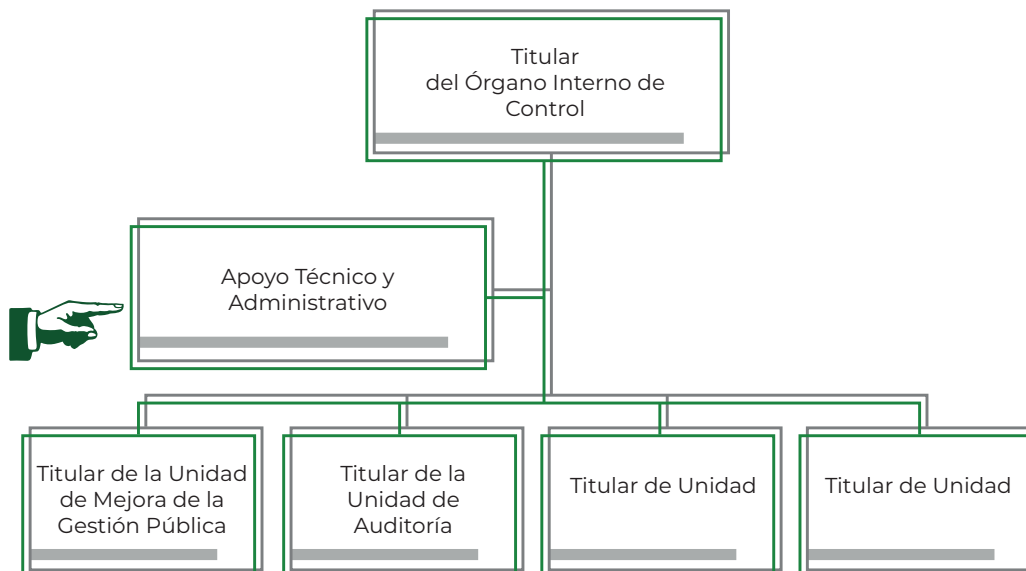 Titular
del Órgano Interno de
Control
Apoyo Técnico y
Administrativo
Titular de la Unidad
de Mejora de la
Gestión Pública
Titular de la
Unidad de
Auditoría
Titular de Unidad
Titular de Unidad